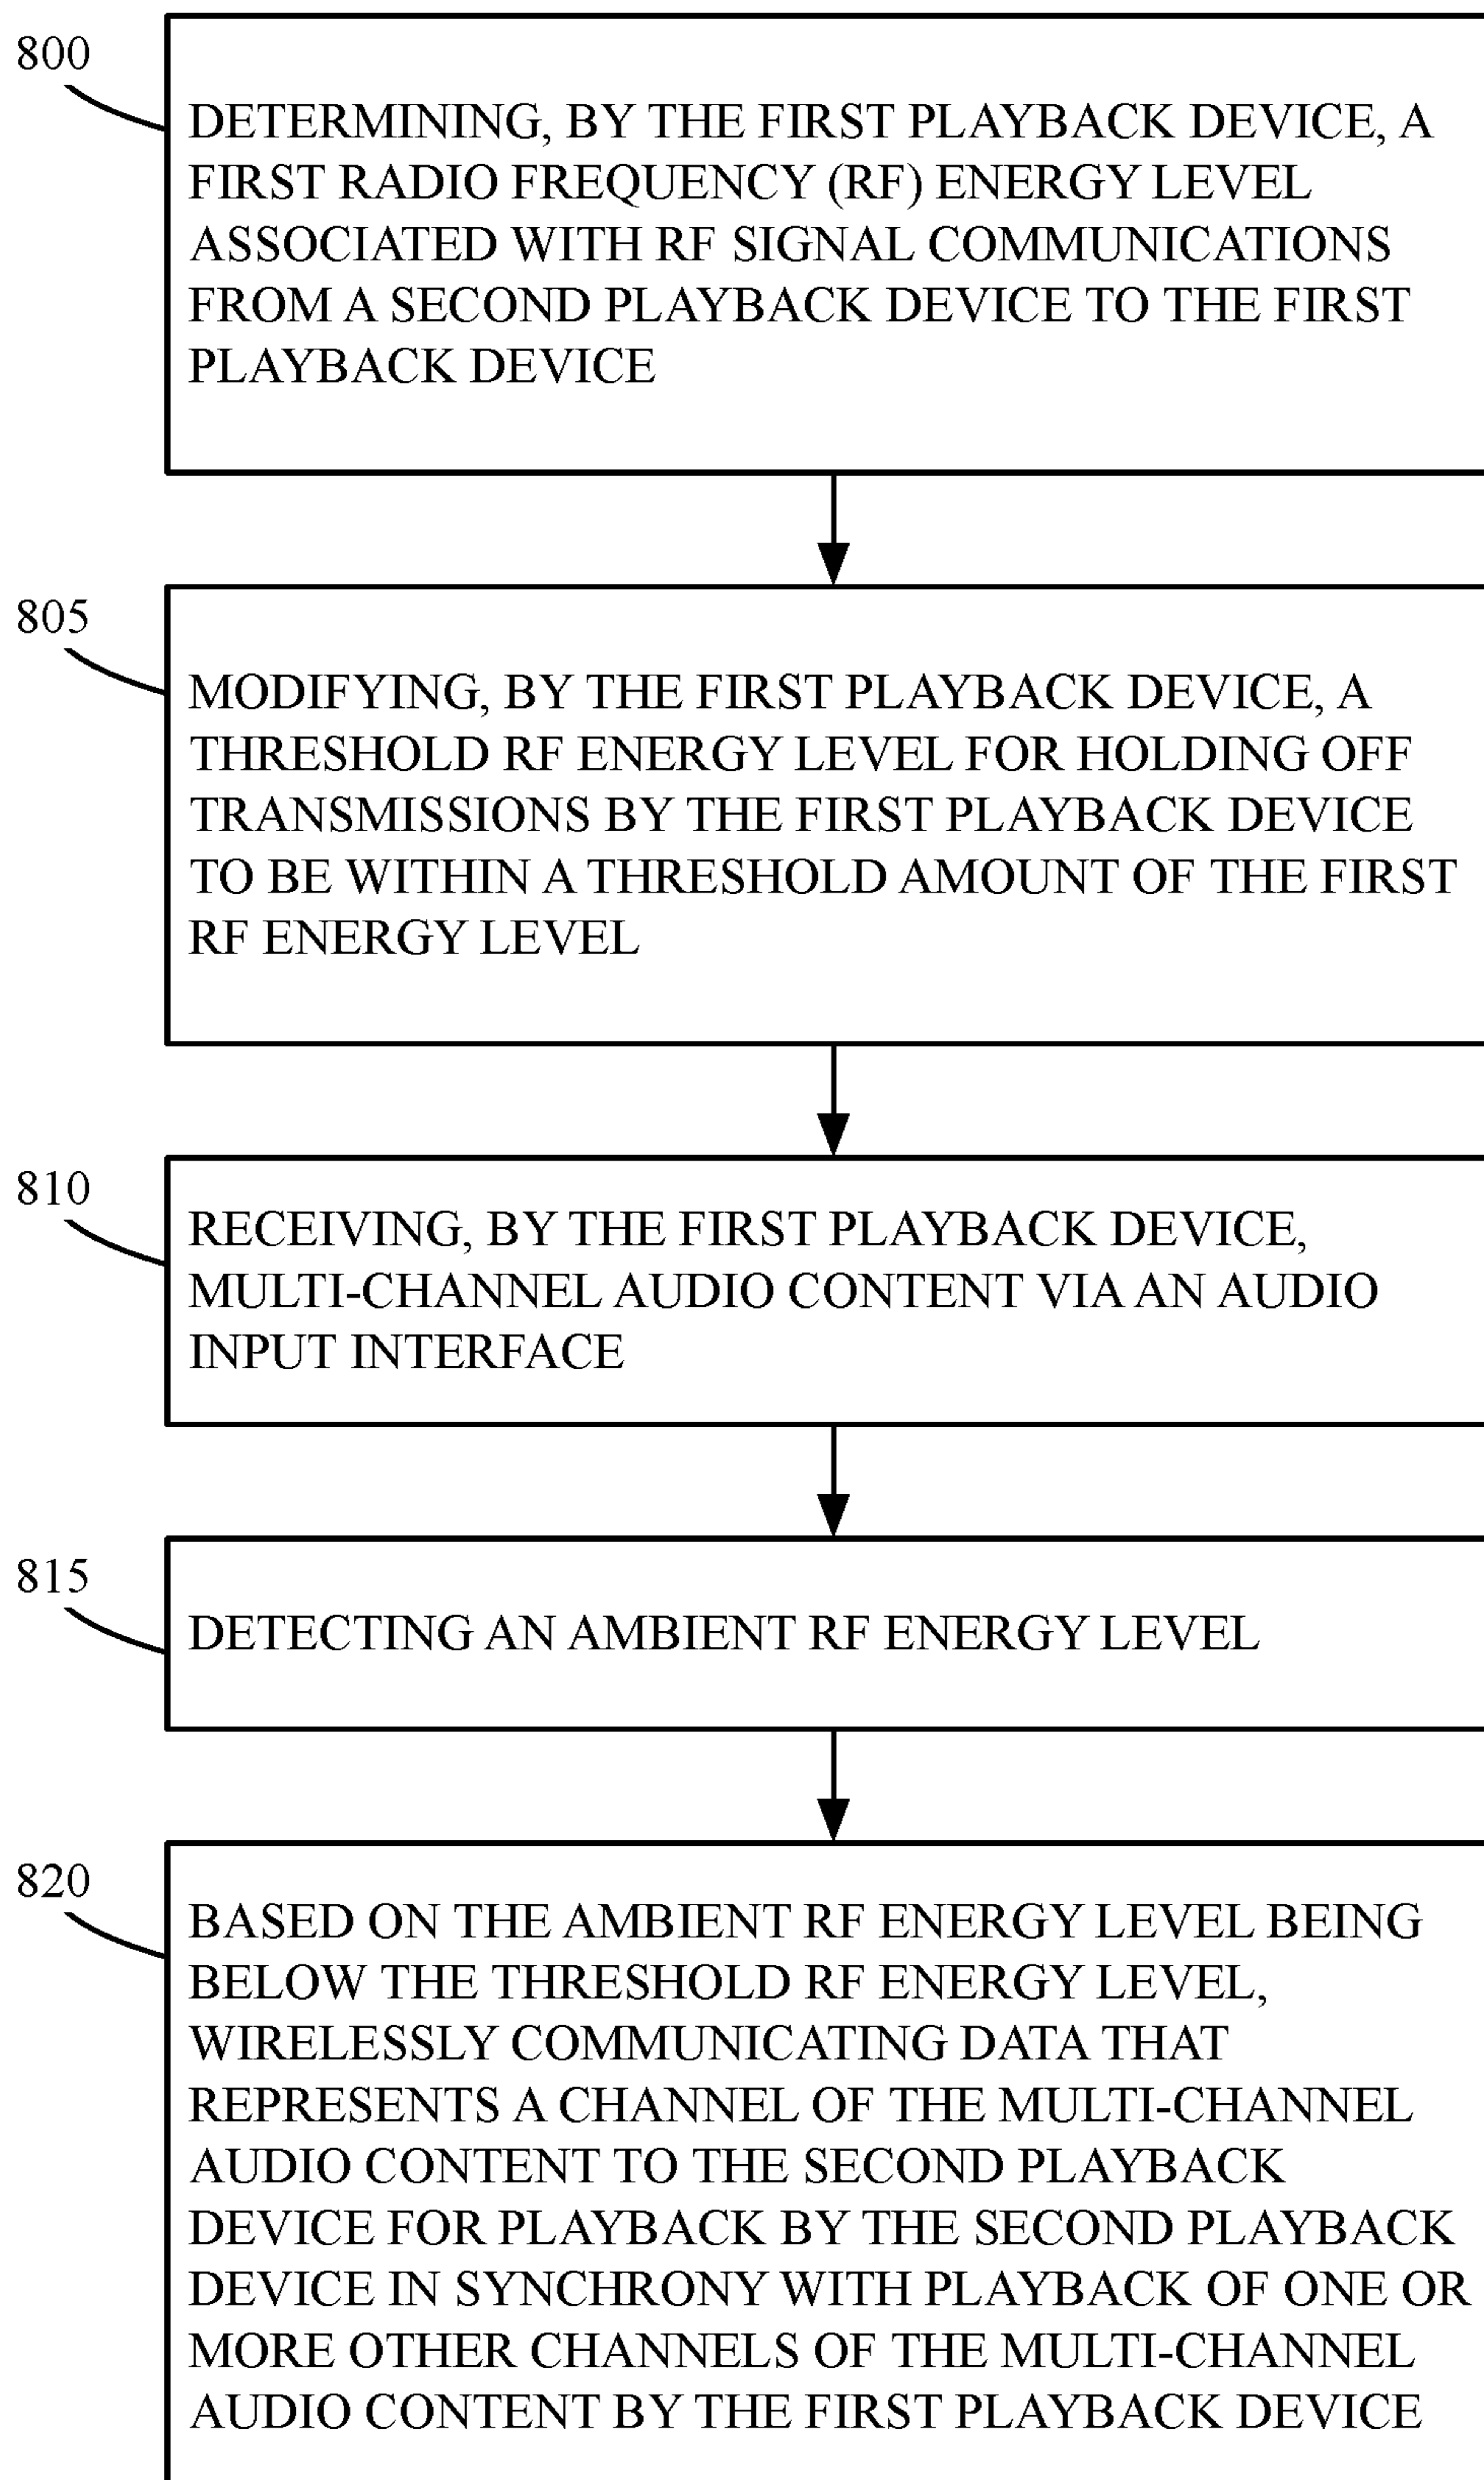 800
DETERMINING, BY THE FIRST PLAYBACK DEVICE, A
FIRST RADIO FREQUENCY (RF) ENERGY LEVEL
ASSOCIATED WITH RF SIGNAL COMMUNICATIONS
FROM A SECOND PLAYBACK DEVICE TO THE FIRST
PLAYBACK DEVICE
805
MODIFYING, BY THE FIRST PLAYBACK DEVICE, A
THRESHOLD RF ENERGY LEVEL FOR HOLDING OFF
TRANSMISSIONS BY THE FIRST PLAYBACK DEVICE
TO BE WITHIN A THRESHOLD AMOUNT OF THE FIRST
RF ENERGY LEVEL
810
RECEIVING, BY THE FIRST PLAYBACK DEVICE,
MULTI-CHANNEL AUDIO CONTENT VIA AN AUDIO
INPUT INTERFACE
815
DETECTING AN AMBIENT RF ENERGY LEVEL
820
BASED ON THE AMBIENT RF ENERGY LEVEL BEING
BELOW THE THRESHOLD RF ENERGY LEVEL,
WIRELESSLY COMMUNICATING DATA THAT
REPRESENTS A CHANNEL OF THE MULTI-CHANNEL
AUDIO CONTENT TO THE SECOND PLAYBACK
DEVICE FOR PLAYBACK BY THE SECOND PLAYBACK
DEVICE IN SYNCHRONY WITH PLAYBACK OF ONE OR
MORE OTHER CHANNELS OF THE MULTI-CHANNEL
AUDIO CONTENT BY THE FIRST PLAYBACK DEVICE